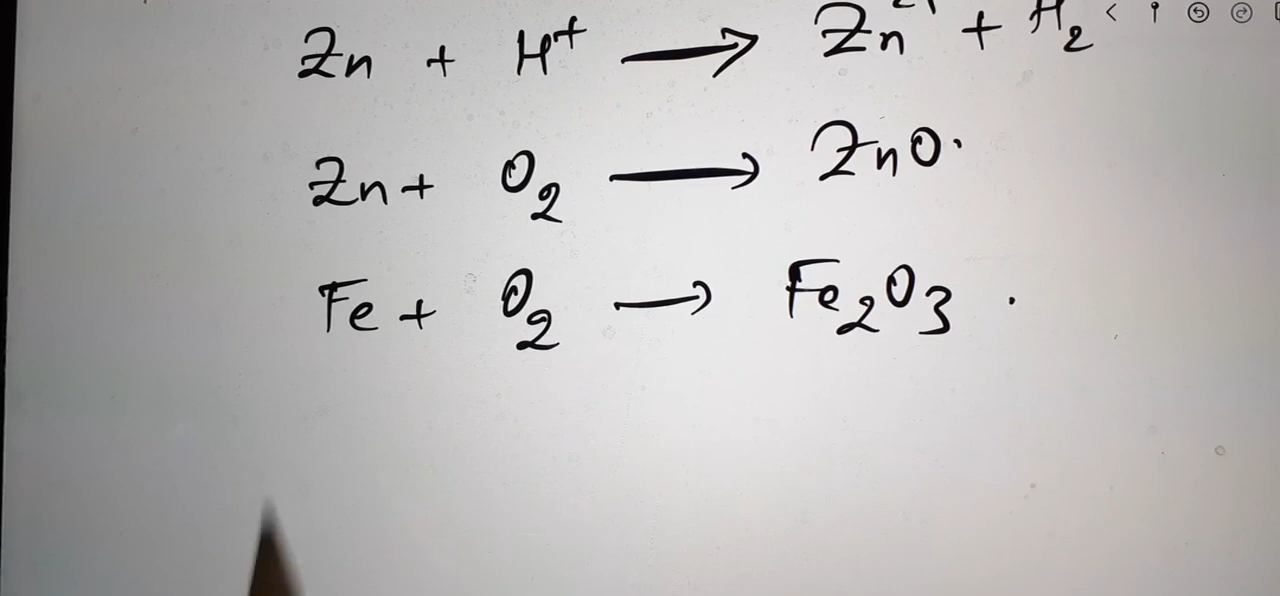 Zn + H⁺ → Zn²⁺ + H₂
Zn + O₂ → ZnO.
Fe + O₂ → Fe₂O₃.